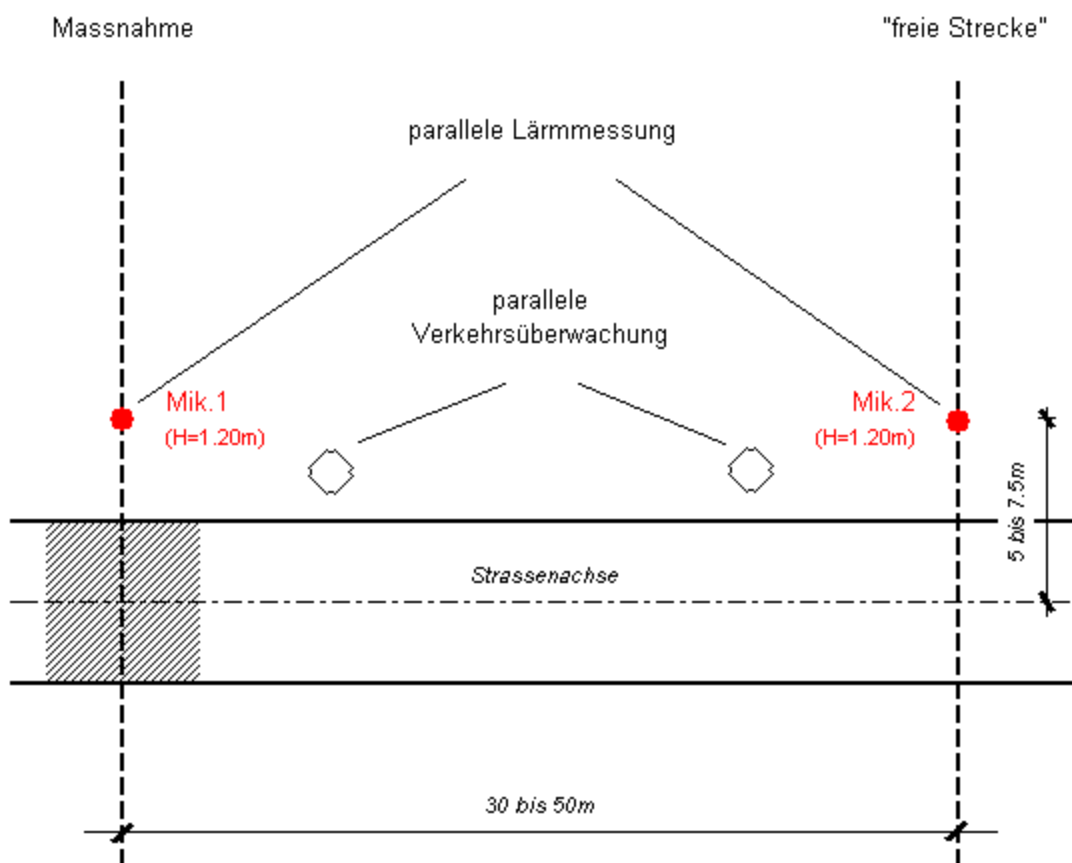 Massnahme
"freie Strecke"
parallele Lärmmessung
parallele
Verkehrsüberwachung
Mik.1
(H=1.20m)
Mik.2
(H=1.20m)
5 bis 7.5m
Strassenachse
30 bis 50m